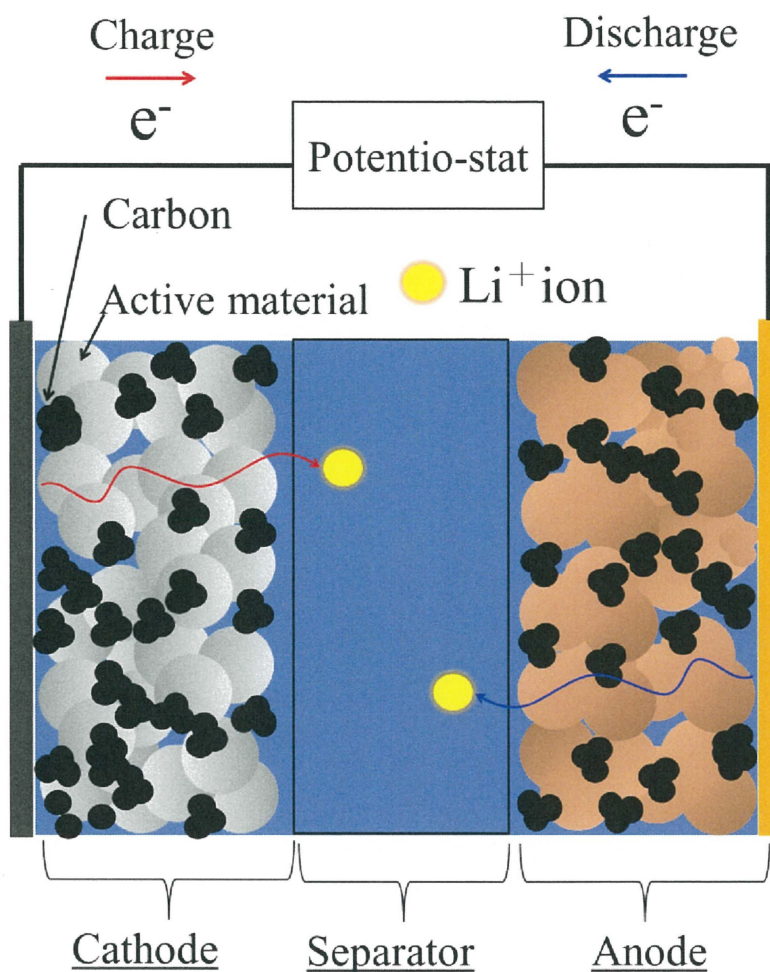 Charge
Discharge
e-
e-
Potentio-stat
Carbon
Li+ion
Active material
Cathode
Separator
Anode